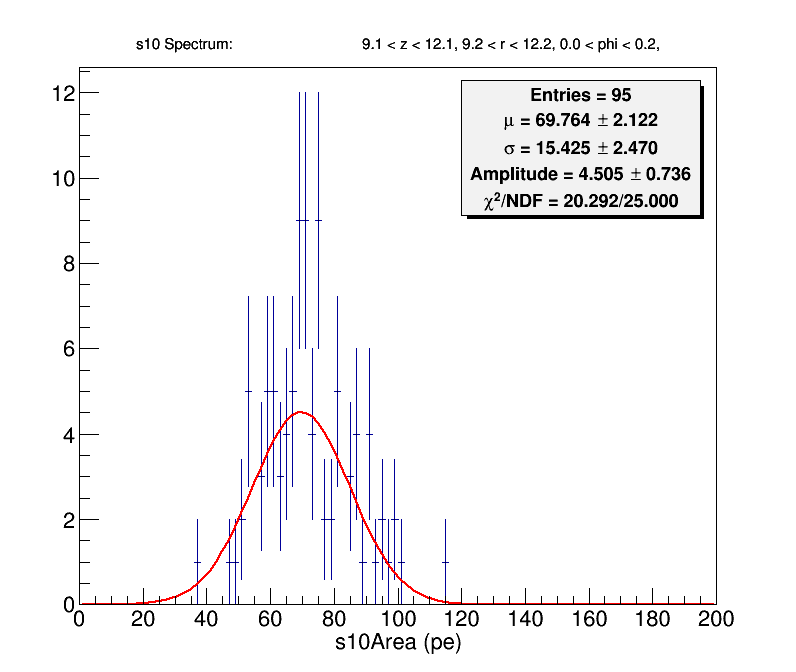 s10 Spectrum: 9.1 < z < 12.1, 9.2 < r < 12.2, 0.0 < phi < 0.2,
Entries = 95
μ = 69.764 ± 2.122
σ = 15.425 ± 2.470
Amplitude = 4.505 ± 0.736
χ²/NDF = 20.292/25.000
12
10
8
6
4
2
0
0 20 40 60 80 100 120 140 160 180 200
s10Area (pe)